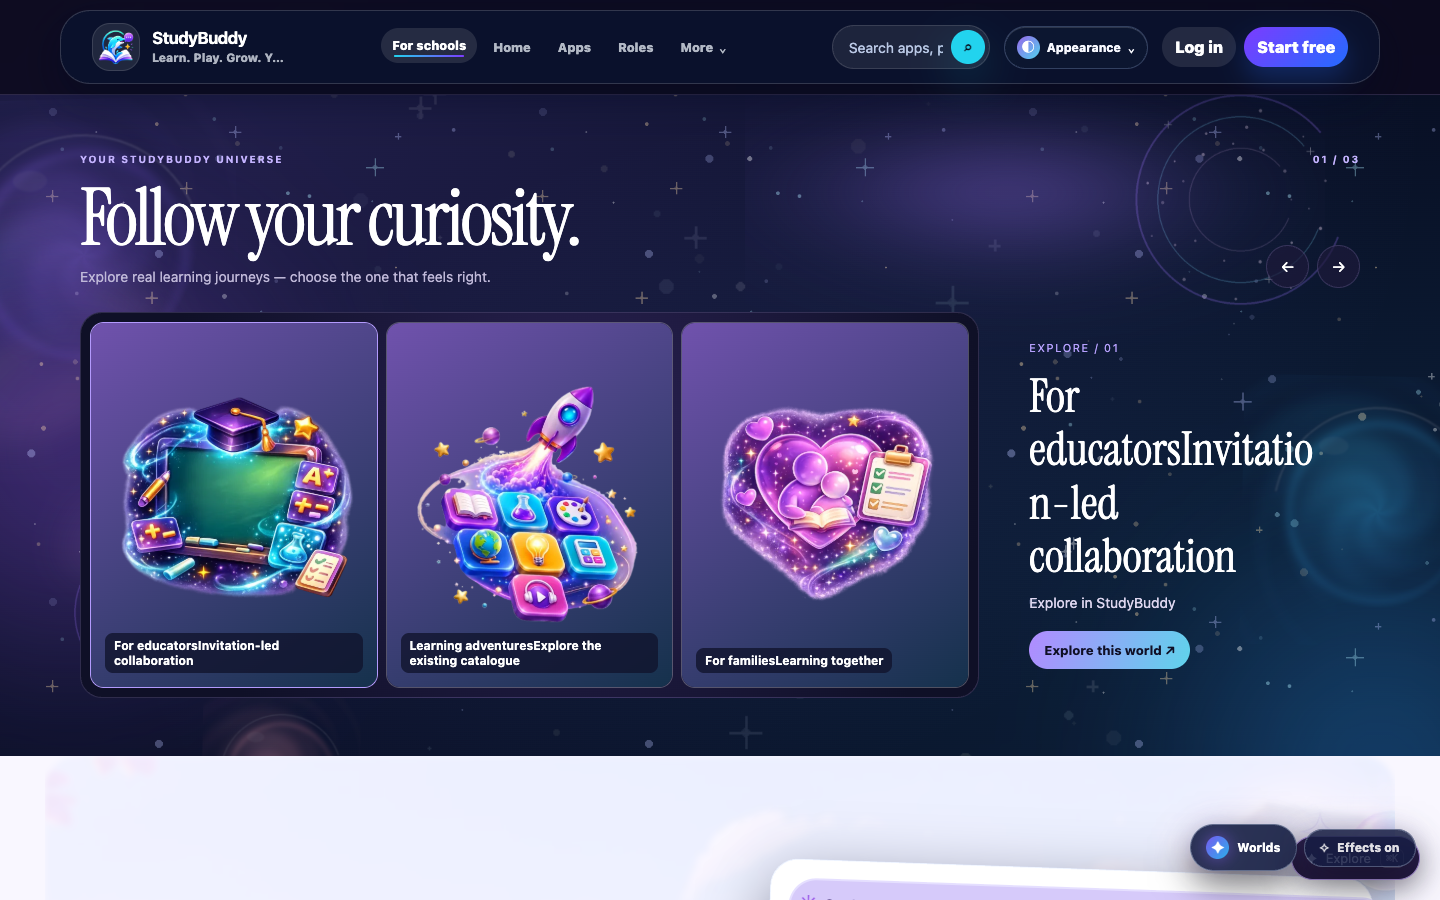 StudyBuddy
Learn. Play. Grow. Y...
For schools
Home
Apps
Roles
More
Search apps, p
Appearance
Log in
Start free
YOUR STUDYBUDDY UNIVERSE
01 / 03
Follow your curiosity.
Explore real learning journeys — choose the one that feels right.
← →
A+
For educatorsInvitation-led
collaboration
Learning adventuresExplore the
existing catalogue
For familiesLearning together
EXPLORE / 01
For
educatorsInvitatio
n-led
collaboration
Explore in StudyBuddy
Explore this world ↗
Worlds
Effects on
Explore